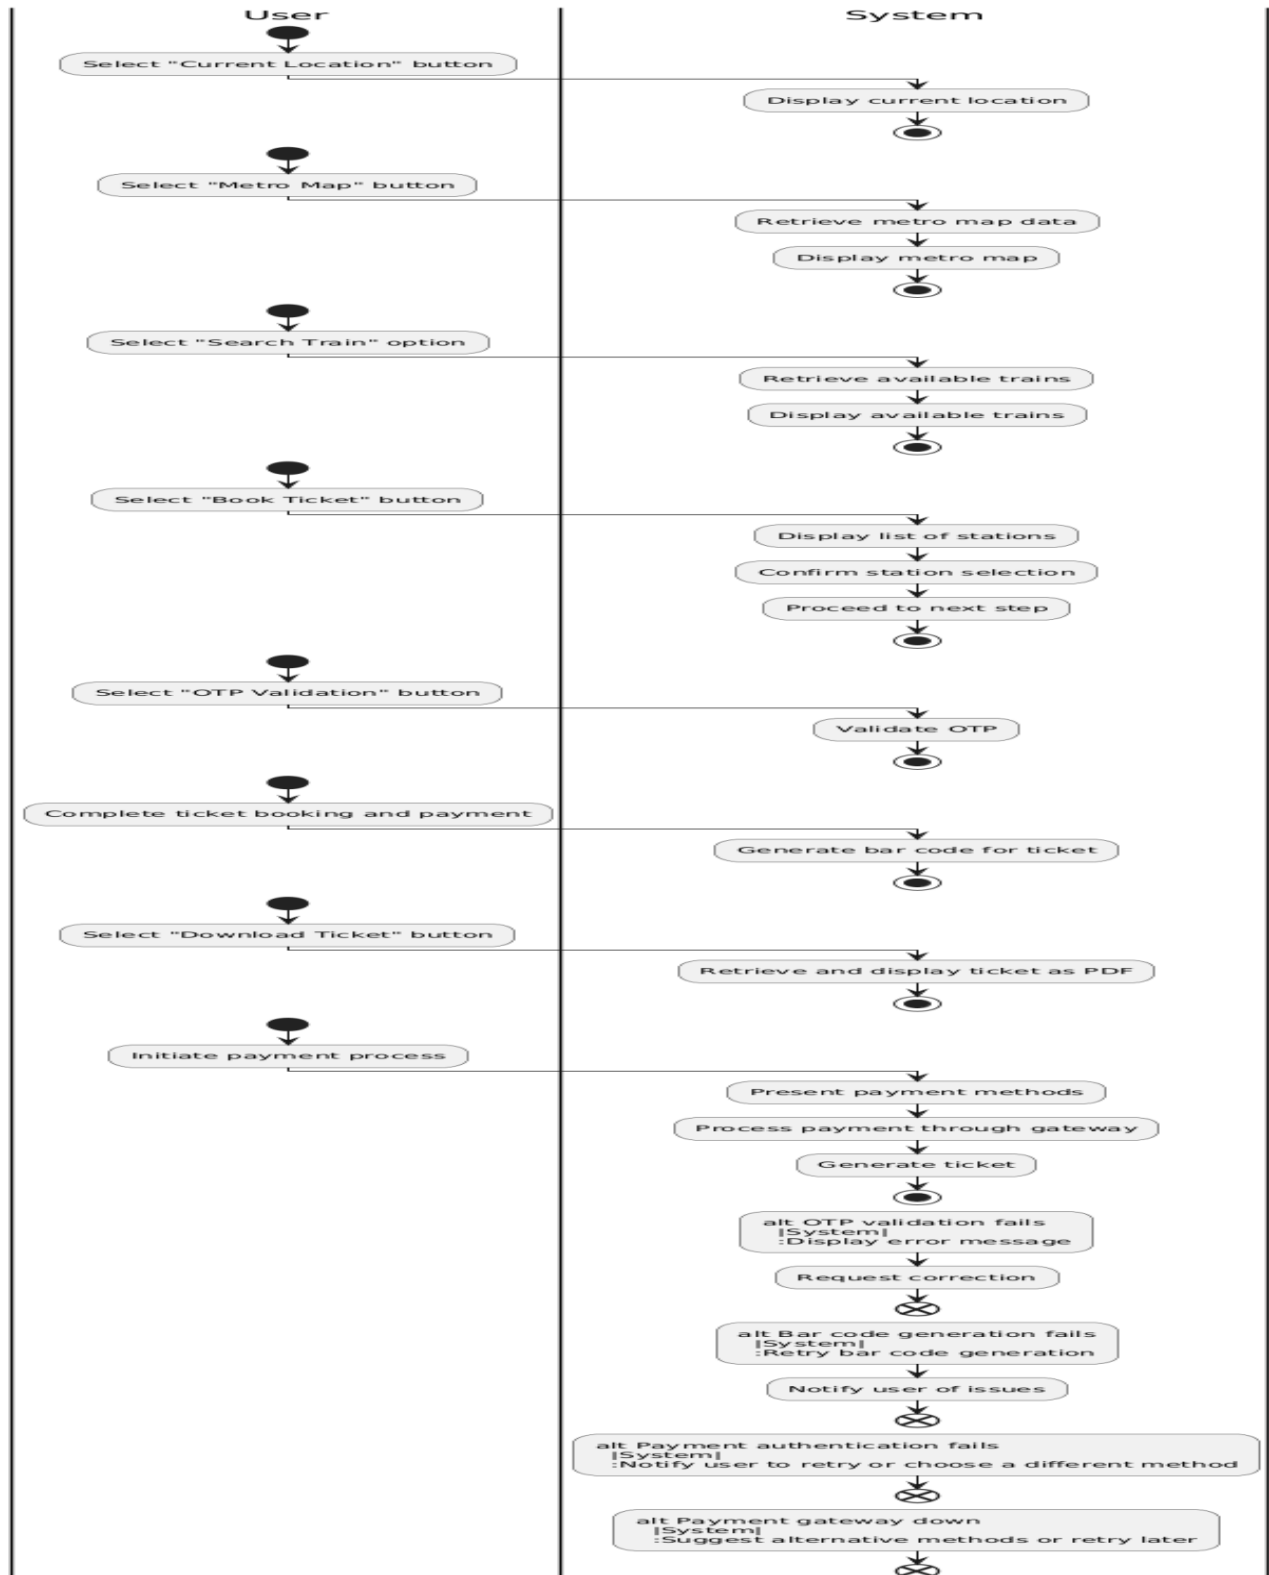 User
System
Select "Current Location" button
Display current location
Select "Metro Map" button
Retrieve metro map data
Display metro map
Select "Search Train" option
Retrieve available trains
Display available trains
Select "Book Ticket" button
Display list of stations
Confirm station selection
Proceed to next step
Select "OTP Validation" button
Validate OTP
Complete ticket booking and payment
Generate bar code for ticket
Select "Download Ticket" button
Retrieve and display ticket as PDF
Initiate payment process
Present payment methods
Process payment through gateway
Generate ticket
alt OTP validation fails
|System|
:Display error message
Request correction
alt Bar code generation fails
|System|
:Retry bar code generation
Notify user of issues
alt Payment authentication fails
|System|
:Notify user to retry or choose a different method
alt Payment gateway down
|System|
:Suggest alternative methods or retry later